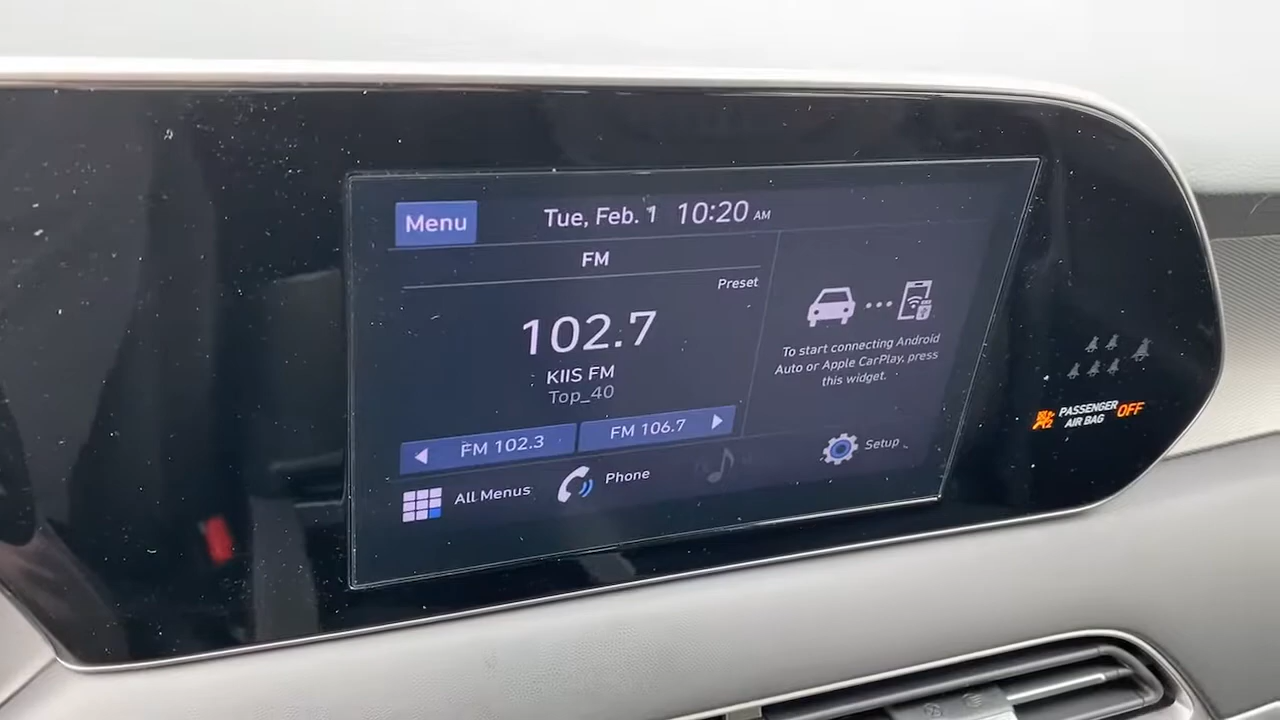 Menu
Tue, Feb. 1 10:20 AM
FM
Preset
102.7
KIIS FM
Top_40
FM 102.3
FM 106.7
To start connecting Android
Auto or Apple CarPlay, press
this widget.
All Menus
Phone
Setup
PASSENGER
AIR BAG
OFF